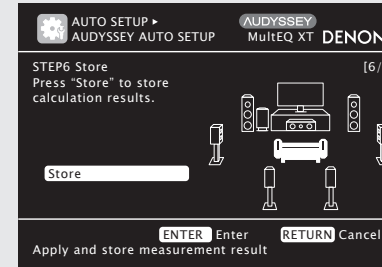 AUTO SETUP ▸
AUDYSSEY AUTO SETUP
AUDYSSEY
MultEQ XT DENON
STEP6 Store
[6/
Press "Store" to store
calculation results.
Store
ENTER Enter RETURN Cancel
Apply and store measurement result